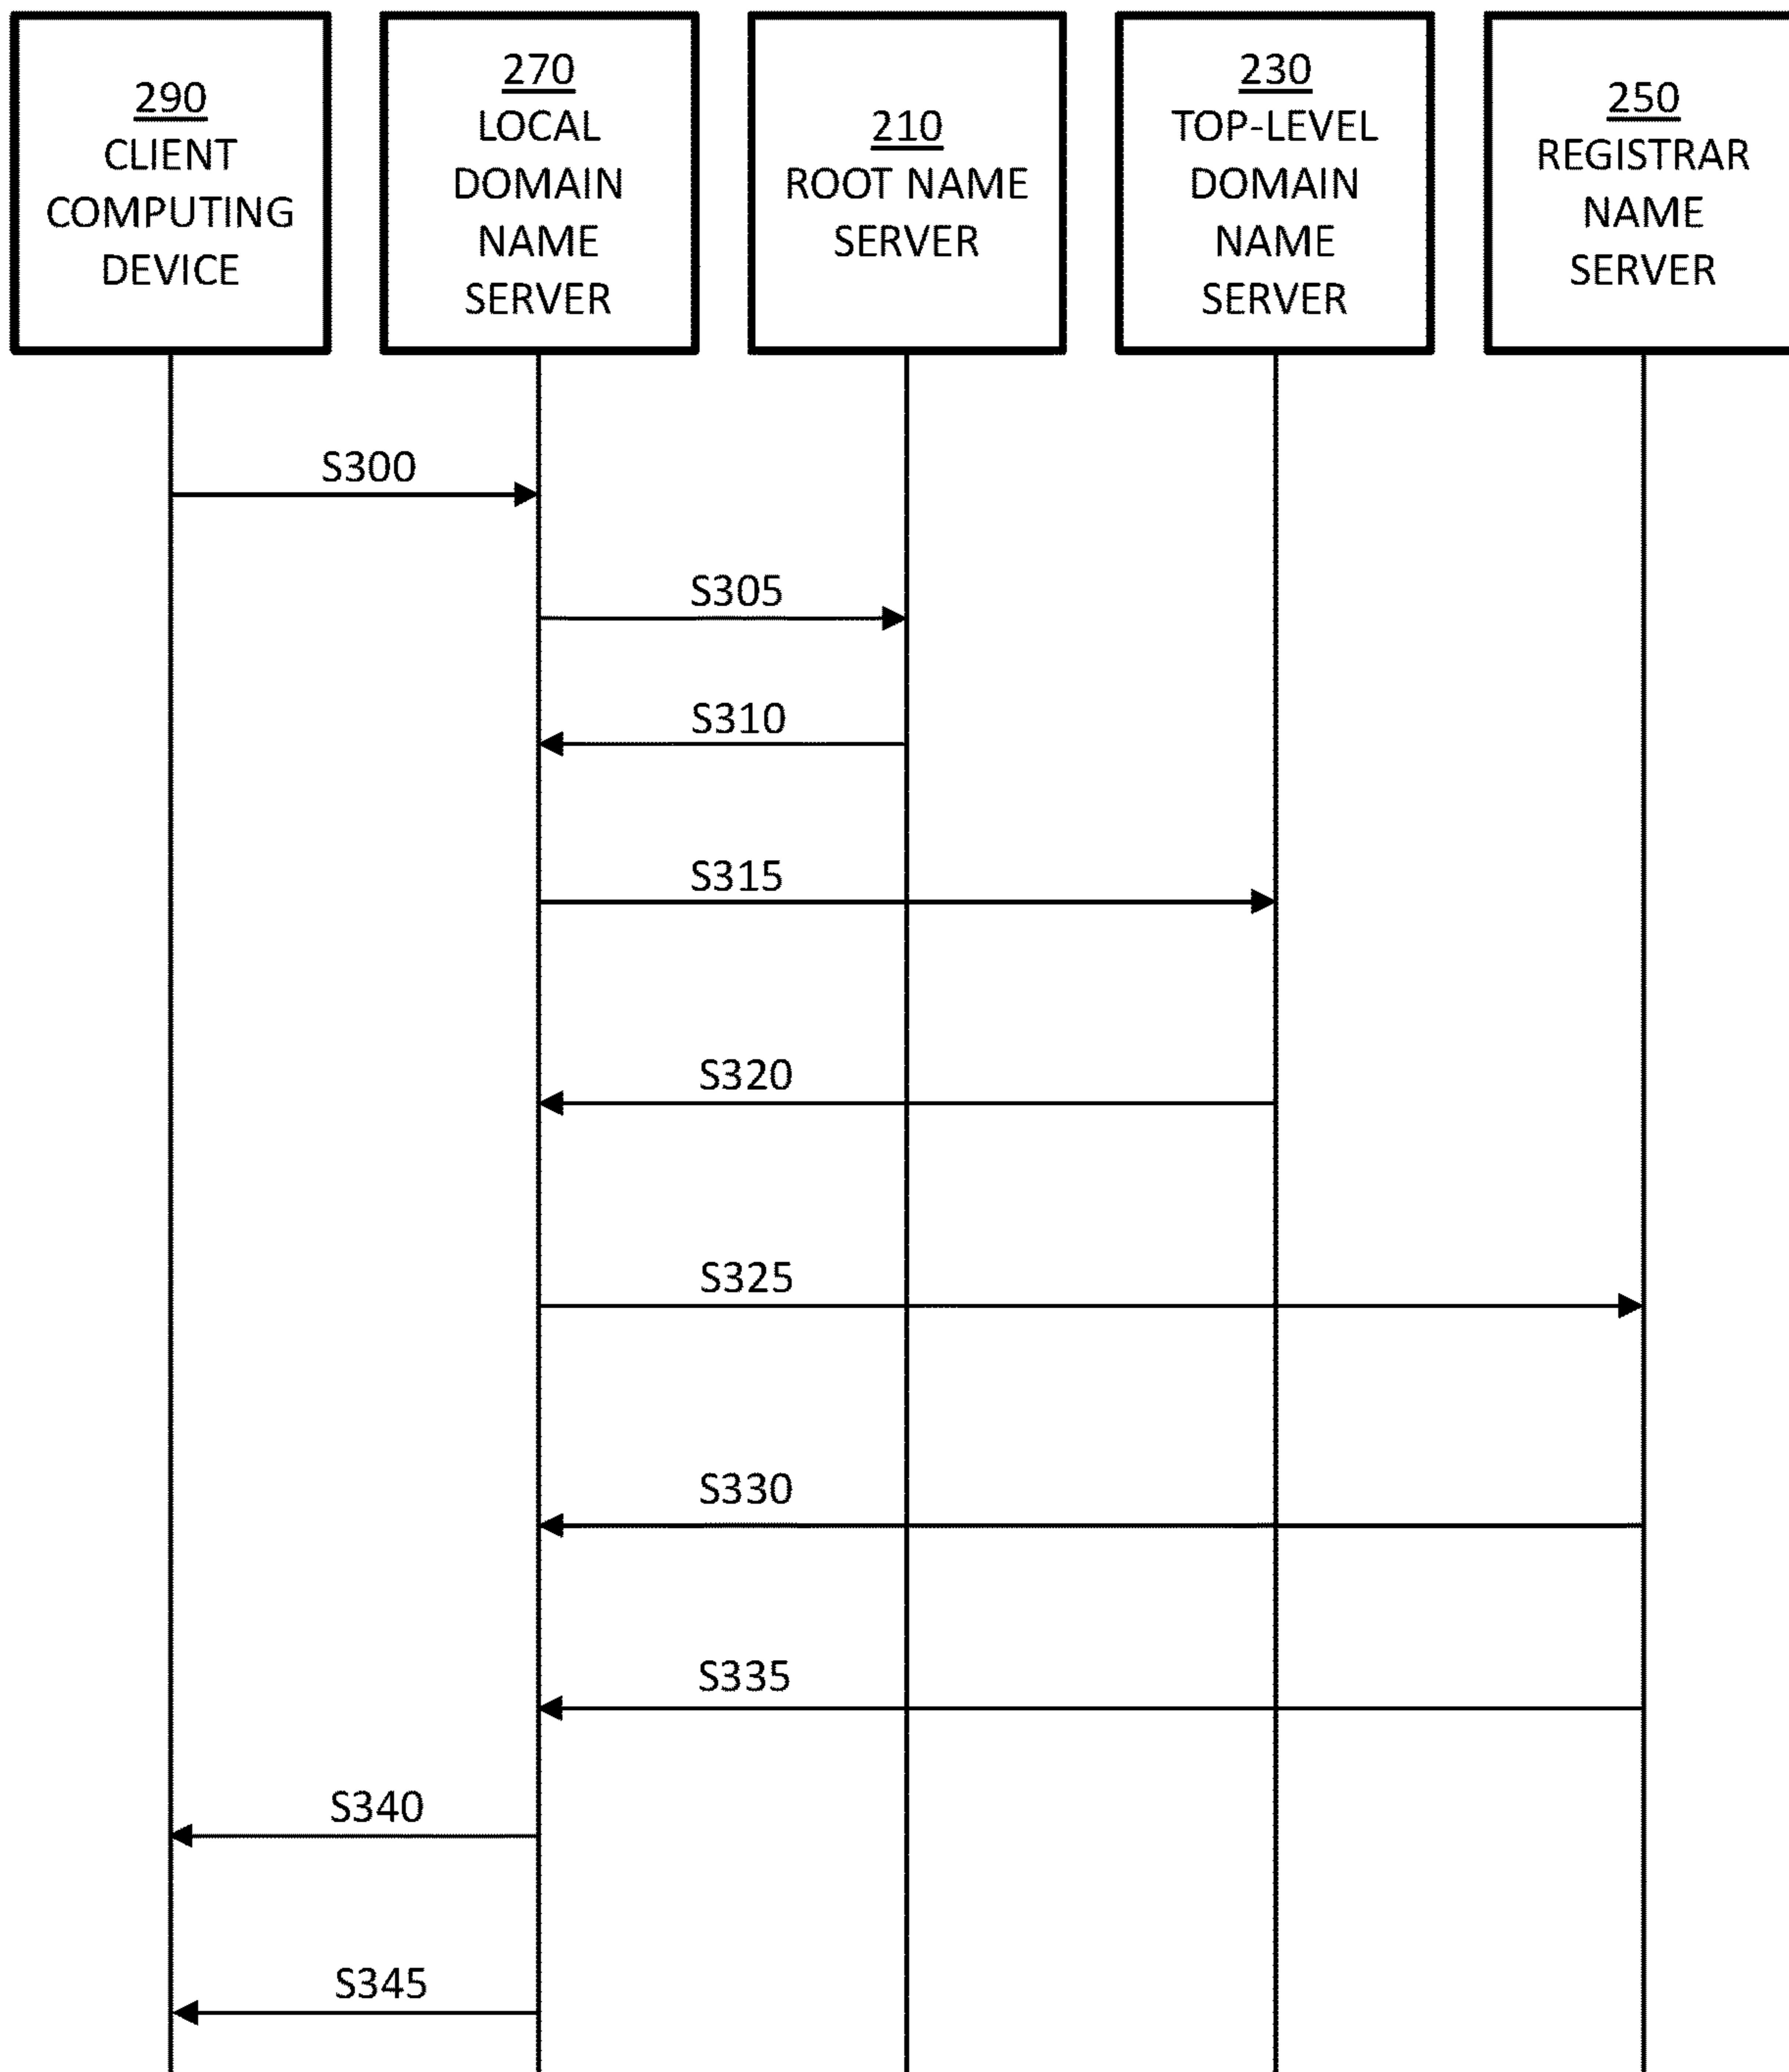 290
CLIENT
COMPUTING
DEVICE
270
LOCAL
DOMAIN
NAME
SERVER
210
ROOT NAME
SERVER
230
TOP-LEVEL
DOMAIN
NAME
SERVER
250
REGISTRAR
NAME
SERVER
S300
S305
S310
S315
S320
S325
S330
S335
S340
S345